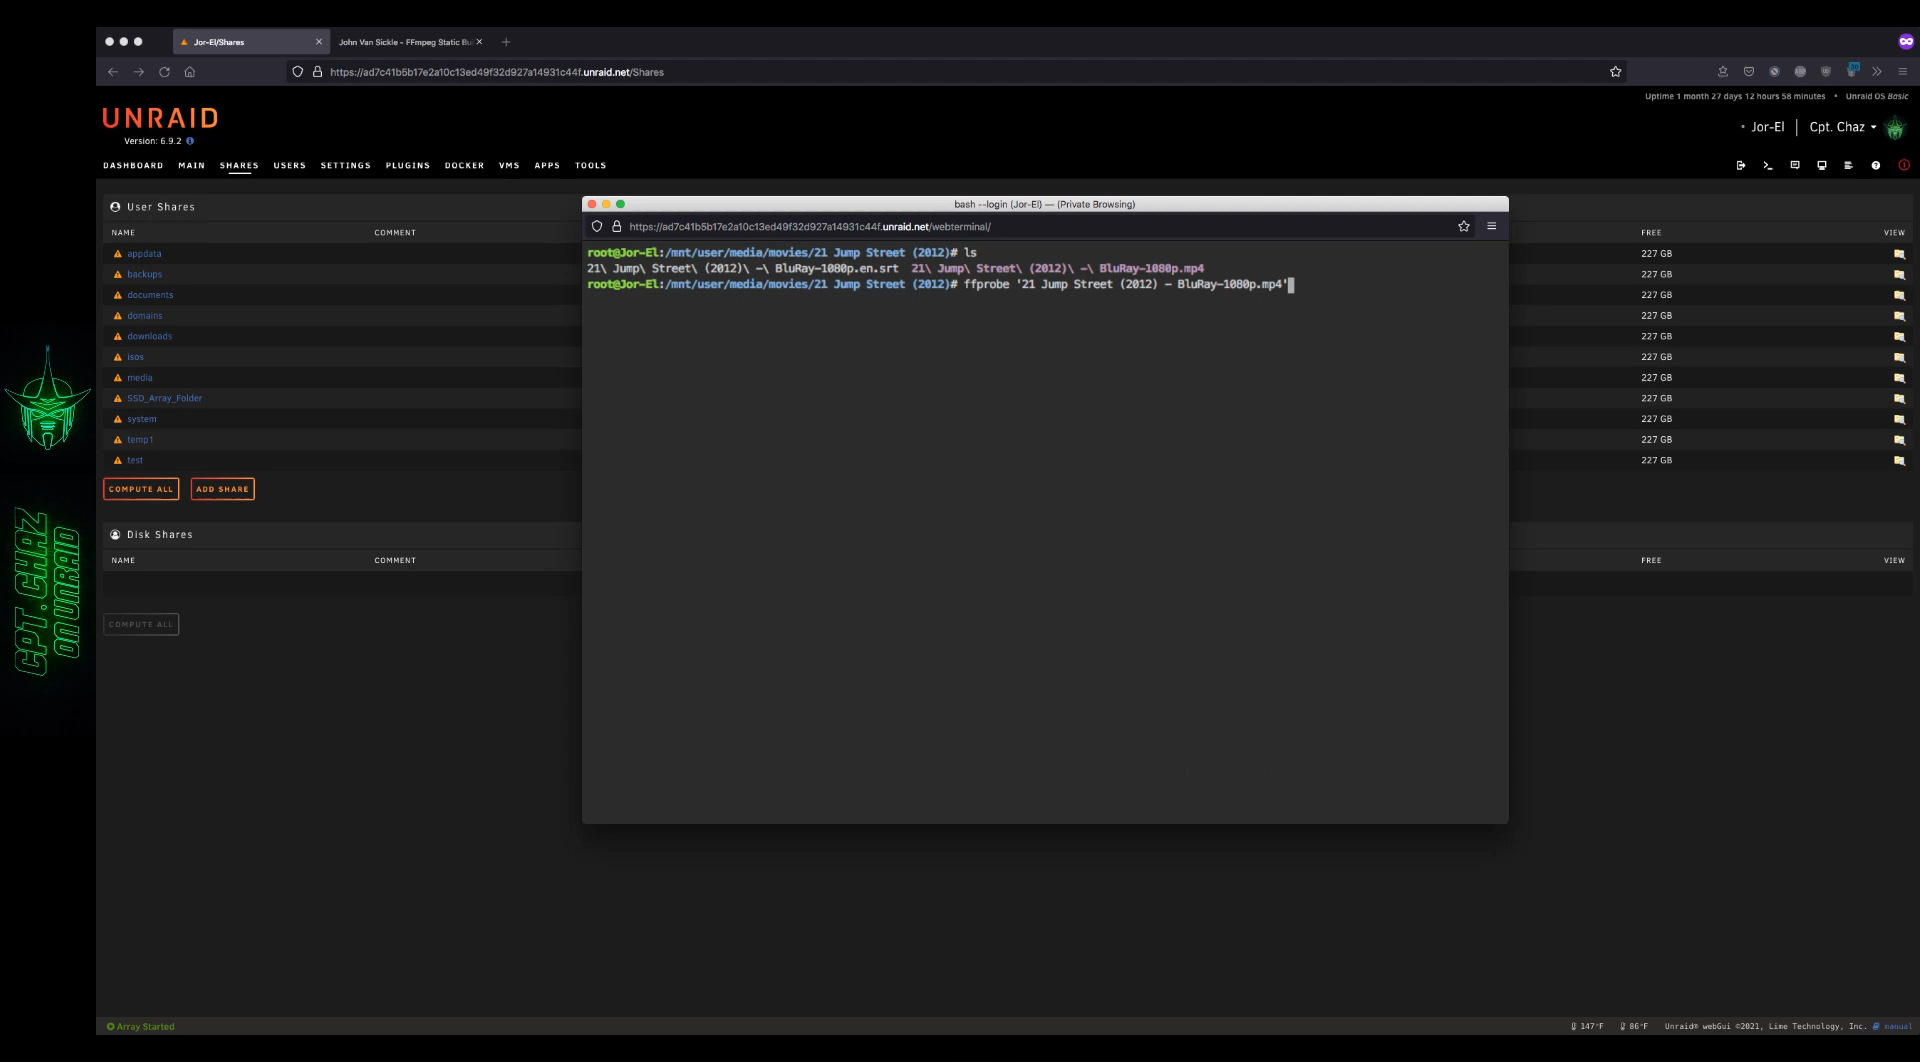 Jor-El/Shares
John Van Sickle - FFmpeg Static Bui
https://ad7c41b5b17e2a10c13ed49f32d927a14931c44f.unraid.net/Shares
20
Uptime 1 month 27 days 12 hours 58 minutes • Unraid OS Basic
UNRAID
Version: 6.9.2
Jor-El
Cpt. Chaz
DASHBOARD MAIN SHARES USERS SETTINGS PLUGINS DOCKER VMS APPS TOOLS
User Shares
NAME COMMENT FREE VIEW
appdata 227 GB
backups 227 GB
documents 227 GB
domains 227 GB
downloads 227 GB
isos 227 GB
media 227 GB
SSD_Array_Folder 227 GB
system 227 GB
temp1 227 GB
test 227 GB
COMPUTE ALL ADD SHARE
Disk Shares
NAME COMMENT FREE VIEW
COMPUTE ALL
bash --login (Jor-El) — (Private Browsing)
https://ad7c41b5b17e2a10c13ed49f32d927a14931c44f.unraid.net/webterminal/
root@Jor-El:/mnt/user/media/movies/21 Jump Street (2012)# ls
21\ Jump\ Street\ (2012)\ -\ BluRay-1080p.en.srt 21\ Jump\ Street\ (2012)\ -\ BluRay-1080p.mp4
root@Jor-El:/mnt/user/media/movies/21 Jump Street (2012)# ffprobe '21 Jump Street (2012) - BluRay-1080p.mp4'
CPT.CHAZ
ON UNRAID
Array Started
147°F 86°F Unraid® webGui ©2021, Lime Technology, Inc. manual